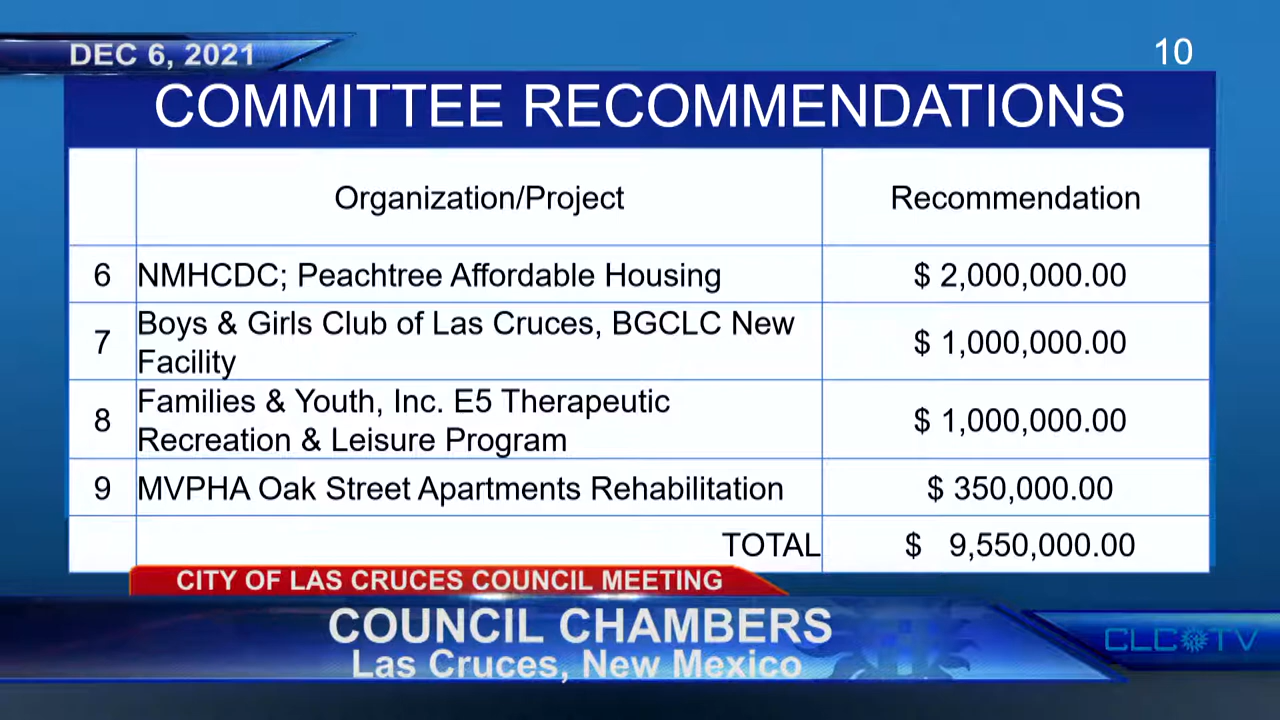 DEC 6, 2021
10
COMMITTEE RECOMMENDATIONS
Organization/Project
Recommendation
6
NMHCDC; Peachtree Affordable Housing
$ 2,000,000.00
7
Boys & Girls Club of Las Cruces, BGCLC New
Facility
$ 1,000,000.00
8
Families & Youth, Inc. E5 Therapeutic
Recreation & Leisure Program
$ 1,000,000.00
9
MVPHA Oak Street Apartments Rehabilitation
$ 350,000.00
TOTAL
$ 9,550,000.00
CITY OF LAS CRUCES COUNCIL MEETING
COUNCIL CHAMBERS
Las Cruces, New Mexico
CLC TV